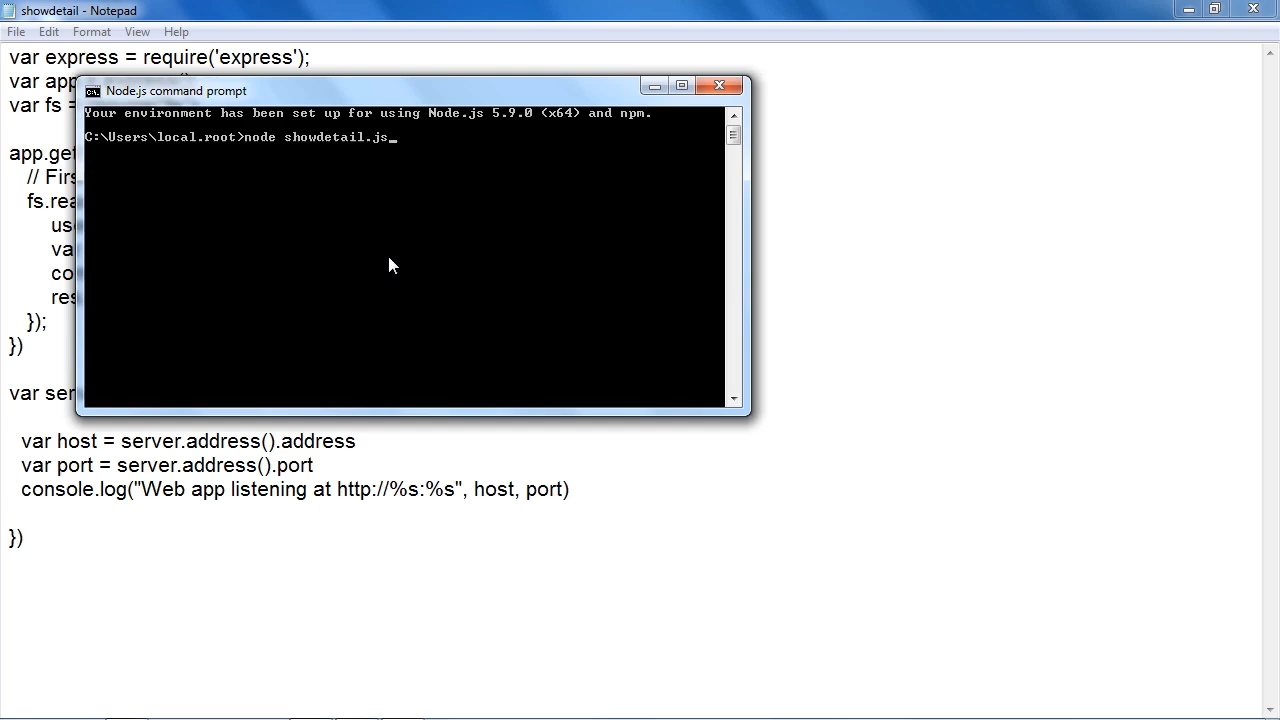 showdetail - Notepad
File Edit Format View Help
var express = require('express');
var app
var fs =
Node.js command prompt
Your environment has been set up for using Node.js 5.9.0 (x64) and npm.
C:\Users\local.root>node showdetail.js_
app.get
// Firs
fs.rea
us
va
co
res
});
})
var ser
var host = server.address().address
var port = server.address().port
console.log("Web app listening at http://%s:%s", host, port)
})